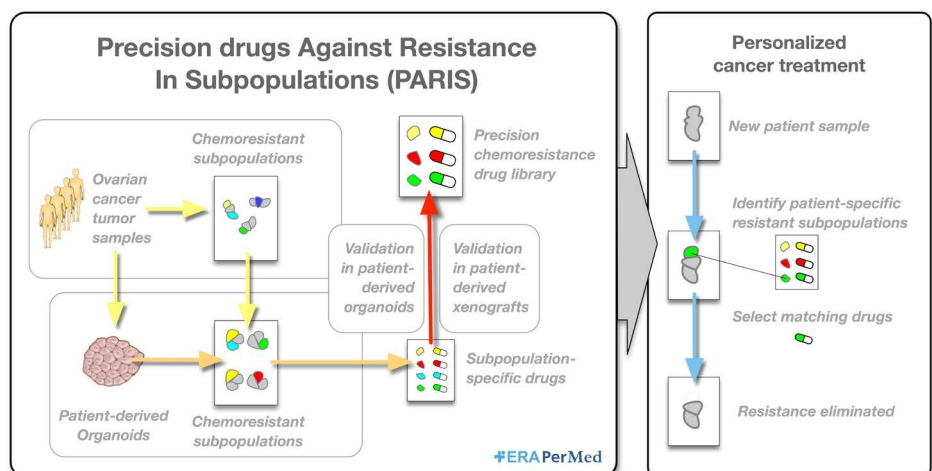 Precision drugs Against Resistance
In Subpopulations (PARIS)
Ovarian
cancer
tumor
samples
Chemoresistant
subpopulations
Precision
chemoresistance
drug library
Validation
in patient-
derived
organoids
Validation
in patient-
derived
xenografts
Patient-derived
Organoids
Chemoresistant
subpopulations
Subpopulation-
specific drugs
ERAPerMed
Personalized
cancer treatment
New patient sample
Identify patient-specific
resistant subpopulations
Select matching drugs
Resistance eliminated